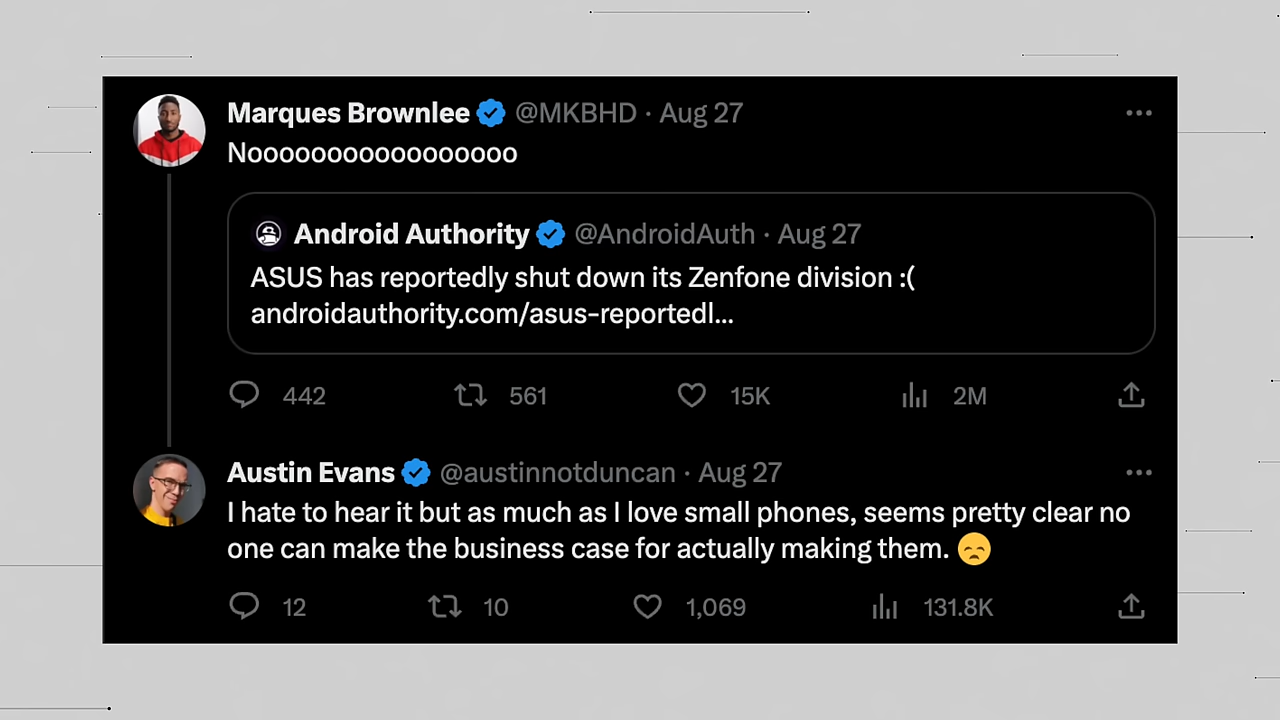 Marques Brownlee @MKBHD · Aug 27
Nooooooooooooooooo
Android Authority @AndroidAuth · Aug 27
ASUS has reportedly shut down its Zenfone division :(
androidauthority.com/asus-reportedl...
442 561 15K 2M
Austin Evans @austinnotduncan · Aug 27
I hate to hear it but as much as I love small phones, seems pretty clear no
one can make the business case for actually making them. 😞
12 10 1,069 131.8K